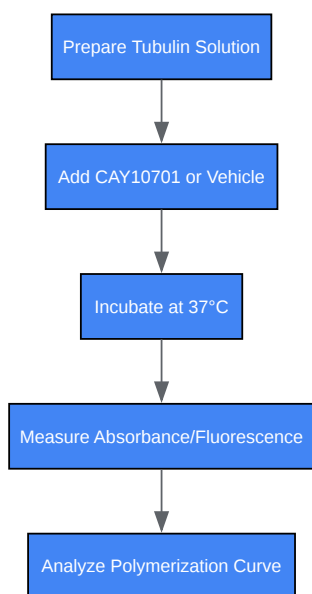 Prepare Tubulin Solution
Add CAY10701 or Vehicle
Incubate at 37°C
Measure Absorbance/Fluorescence
Analyze Polymerization Curve